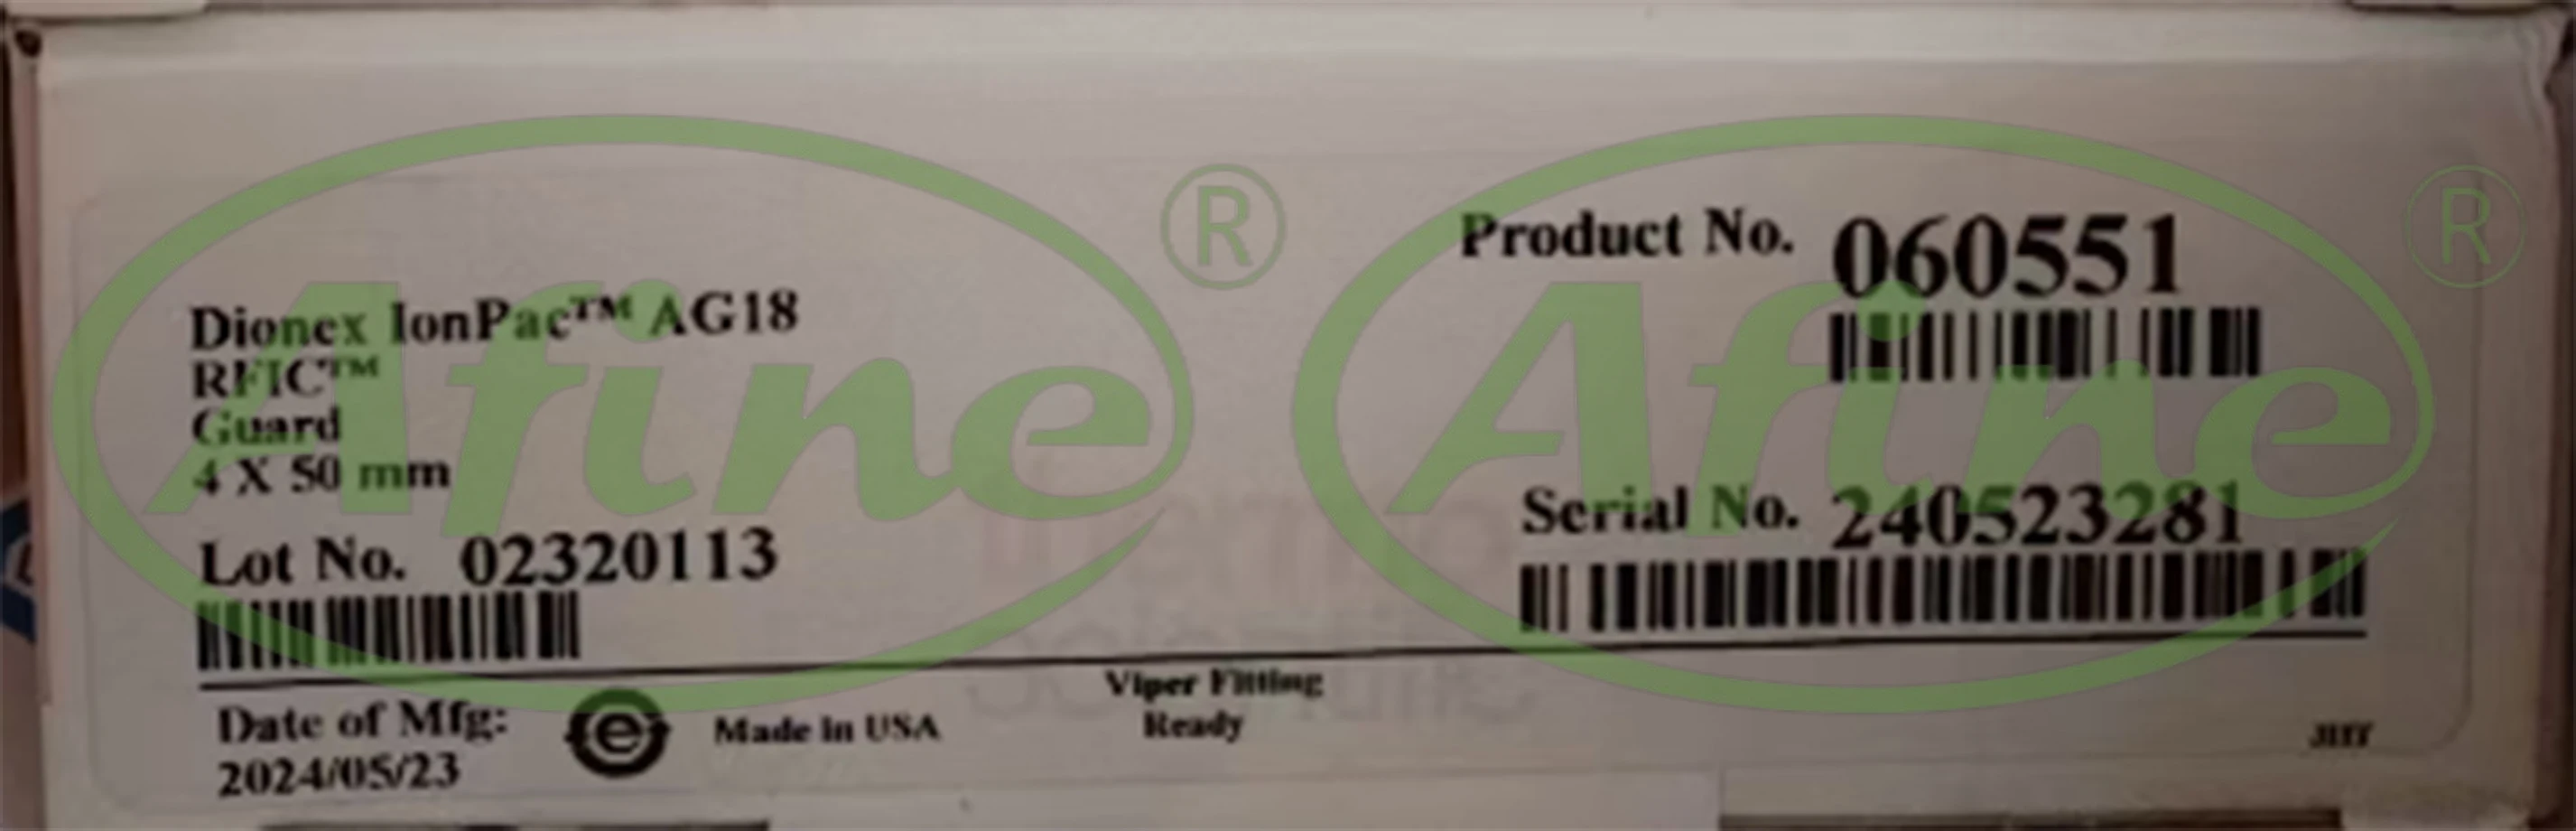 Dionex IonPac™ AG18
RFIC™
Guard
4 X 50 mm
Lot No. 02320113
Product No. 060551
Serial No. 240523281
Date of Mfg:
2024/05/23
e
Made in USA
Viper Fitting
Ready
Afine®
Afine®